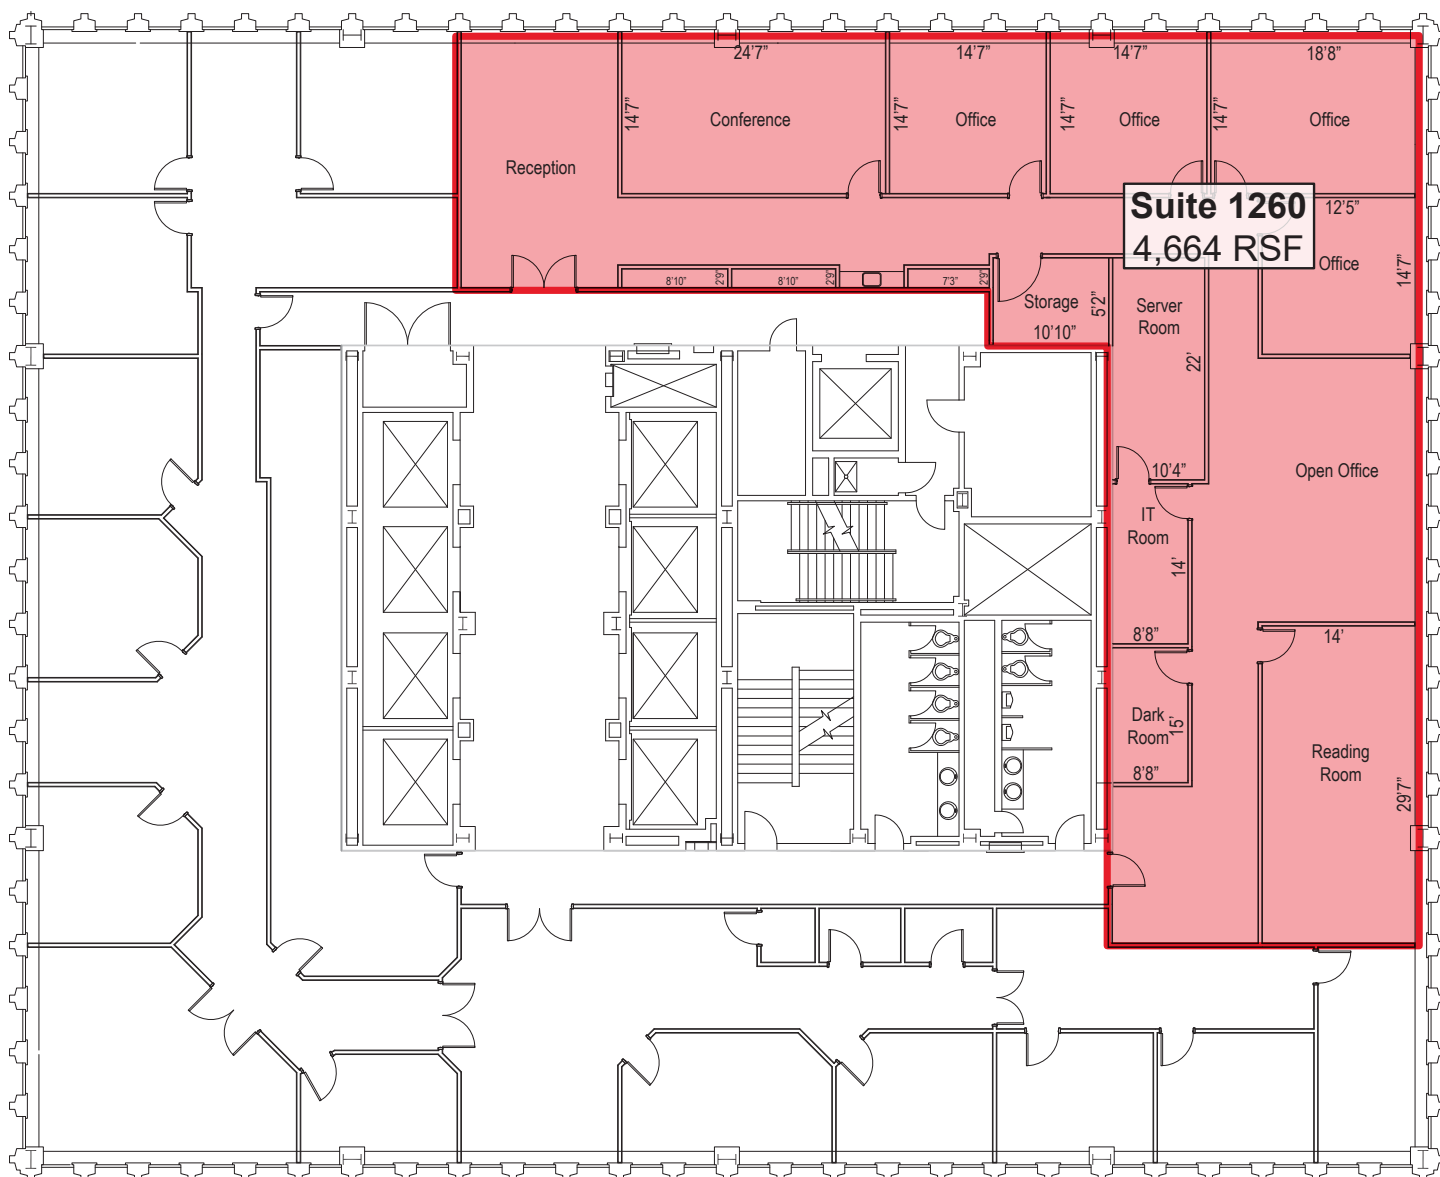 24'7”
14'7”
14'7”
18'8”
14'7”
Conference
14'7”
Office
14'7”
Office
14'7”
Office
Reception
Suite 1260
4,664 RSF
12'5”
Office
14'7”
8'10”
2'9”
8'10”
2'9”
7'3”
2'9”
Storage
5'2”
10'10”
Server
Room
22'
10'4”
Open Office
IT
Room
14'
8'8”
14'
Dark
Room
15'
8'8”
Reading
Room
29'7”